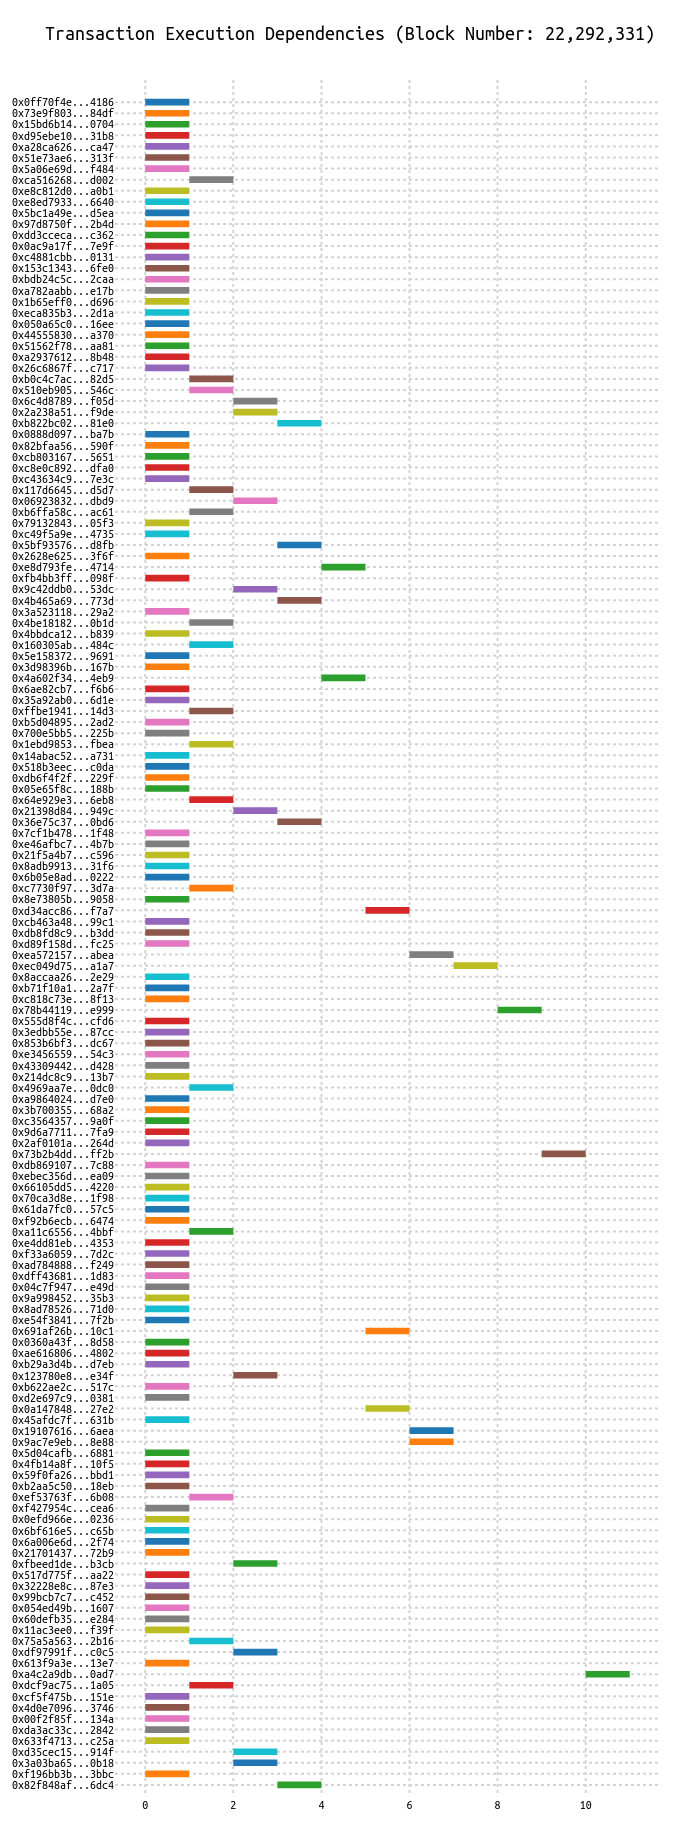 Transaction Execution Dependencies (Block Number: 22,292,331)
0x0ff70f4e...4186
0x73e9f803...84df
0x15bd6b14...0704
0xd95ebe10...31b8
0xa28ca626...ca47
0x51e73ae6...313f
0x5a06e69d...f484
0xca516268...d002
0xe8c812d0...a0b1
0xe8ed7933...6640
0x5bc1a49e...d5ea
0x97d8750f...2b4d
0xdd3cceca...c362
0x0ac9a17f...7e9f
0xc4881cbb...0131
0x153c1343...6fe0
0xbdb24c5c...2caa
0xa782aabb...e17b
0x1b65eff0...d696
0xeca835b3...2d1a
0x050a65c0...16ee
0x44555830...a370
0x51562f78...aa81
0xa2937612...8b48
0x26c6867f...c717
0xb0c4c7ac...82d5
0x510eb905...546c
0x6c4d8789...f05d
0x2a238a51...f9de
0xb822bc02...81e0
0x0888d097...ba7b
0x82bfaa56...590f
0xcb803167...5651
0xc8e0c892...dfa0
0xc43634c9...7e3c
0x117d6645...d5d7
0x06923832...dbd9
0xb6ffa58c...ac61
0x79132843...05f3
0xc49f5a9e...4735
0x5bf93576...d8fb
0x2628e625...3f6f
0xe8d793fe...4714
0xfb4bb3ff...098f
0x9c42ddb0...53dc
0x4b465a69...773d
0x3a523118...29a2
0x4be18182...0b1d
0x4bbdca12...b839
0x160305ab...484c
0x5e158372...9691
0x3d98396b...167b
0x4a602f34...4eb9
0x6ae82cb7...f6b6
0x35a92ab0...6d1e
0xffbe1941...14d3
0xb5d04895...2ad2
0x700e5bb5...225b
0x1ebd9853...fbea
0x14abac52...a731
0x518b3eec...c0da
0xdb6f4f2f...229f
0x05e65f8c...188b
0x64e929e3...6eb8
0x21398d84...949c
0x36e75c37...0bd6
0x7cf1b478...1f48
0xe46afbc7...4b7b
0x21f5a4b7...c596
0x8adb9913...31f6
0x6b05e8ad...0222
0xc7730f97...3d7a
0x8e73805b...9058
0xd34acc86...f7a7
0xcb463a48...99c1
0xdb8fd8c9...b3dd
0xd89f158d...fc25
0xea572157...abea
0xec049d75...a1a7
0x8accaa26...2e29
0xb71f10a1...2a7f
0xc818c73e...8f13
0x78b44119...e999
0x555d8f4c...cfd6
0x3edbb55e...87cc
0x853b6bf3...dc67
0xe3456559...54c3
0x43309442...d428
0x214dc8c9...13b7
0x4969aa7e...0dc0
0xa9864024...d7e0
0x3b700355...68a2
0xc3564357...9a0f
0x9d6a7711...7fa9
0x2af0101a...264d
0x73b2b4dd...ff2b
0xdb869107...7c88
0xebec356d...ea09
0x66105dd5...4220
0x70ca3d8e...1f98
0x61da7fc0...57c5
0xf92b6ecb...6474
0xa11c6556...4bbf
0xe4dd81eb...4353
0xf33a6059...7d2c
0xad784888...f249
0xdff43681...1d83
0x04c7f947...e49d
0x9a998452...35b3
0x8ad78526...71d0
0xe54f3841...7f2b
0x691af26b...10c1
0x0360a43f...8d58
0xae616806...4802
0xb29a3d4b...d7eb
0x123780e8...e34f
0xb622ae2c...517c
0xd2e697c9...0381
0x0a147848...27e2
0x45afdc7f...631b
0x19107616...6aea
0x9ac7e9eb...8e88
0x5d04cafb...6881
0x4fb14a8f...10f5
0x59f0fa26...bbd1
0xb2aa5c50...18eb
0xef53763f...6b08
0xf427954c...cea6
0x0efd966e...0236
0x6bf616e5...c65b
0x6a006e6d...2f74
0x21701437...72b9
0xfbeed1de...b3cb
0x517d775f...aa22
0x32228e8c...87e3
0x99bcb7c7...c452
0x054ed49b...1607
0x60defb35...e284
0x11ac3ee0...f39f
0x75a5a563...2b16
0xdf97991f...c0c5
0x613f9a3e...13e7
0xa4c2a9db...0ad7
0xdcf9ac75...1a05
0xcf5f475b...151e
0x4d0e7096...3746
0x00f2f85f...134a
0xda3ac33c...2842
0x633f4713...c25a
0xd35cec15...914f
0x3a03ba65...0b18
0xf196bb3b...3bbc
0x82f848af...6dc4
0 2 4 6 8 10